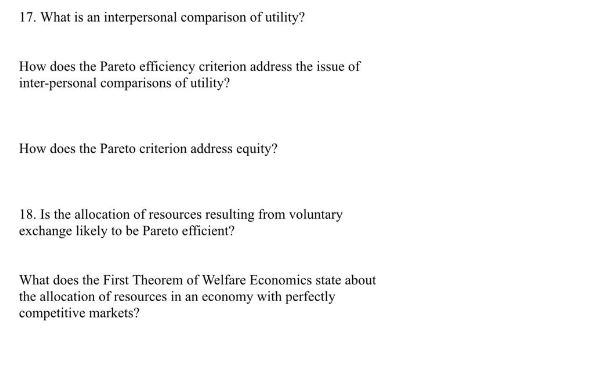 17. What is an interpersonal comparison of utility?
How does the Pareto efficiency criterion address the issue of
inter-personal comparisons of utility?
How does the Pareto criterion address equity?
18. Is the allocation of resources resulting from voluntary
exchange likely to be Pareto efficient?
What does the First Theorem of Welfare Economics state about
the allocation of resources in an economy with perfectly
competitive markets?